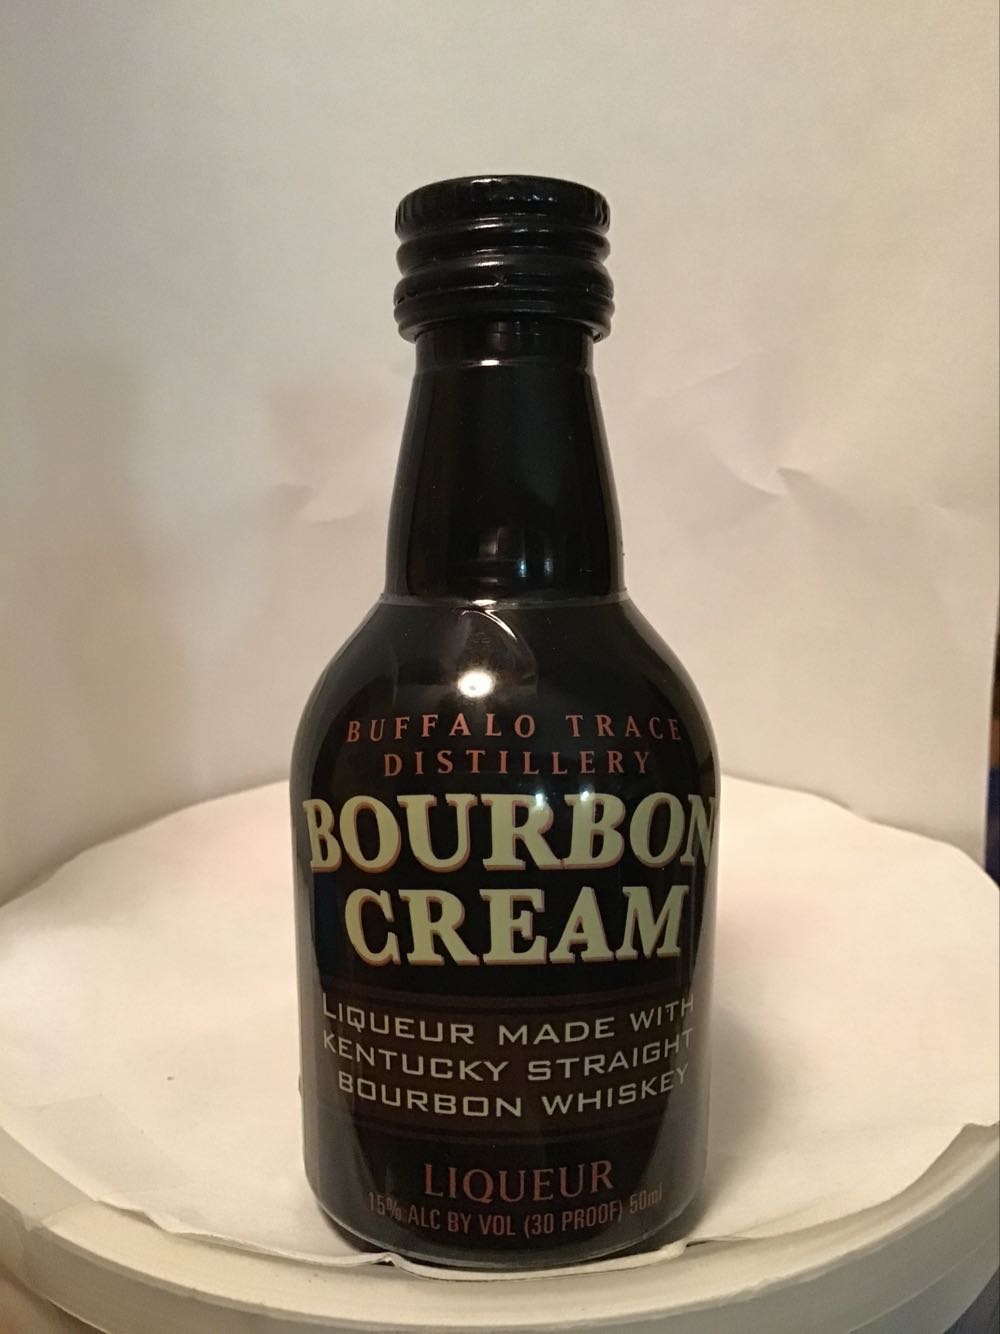 BUFFALO TRACE
DISTILLERY
BOURBON
CREAM
LIQUEUR MADE WITH
KENTUCKY STRAIGHT
BOURBON WHISKEY
LIQUEUR
15% ALC BY VOL (30 PROOF) 50ml